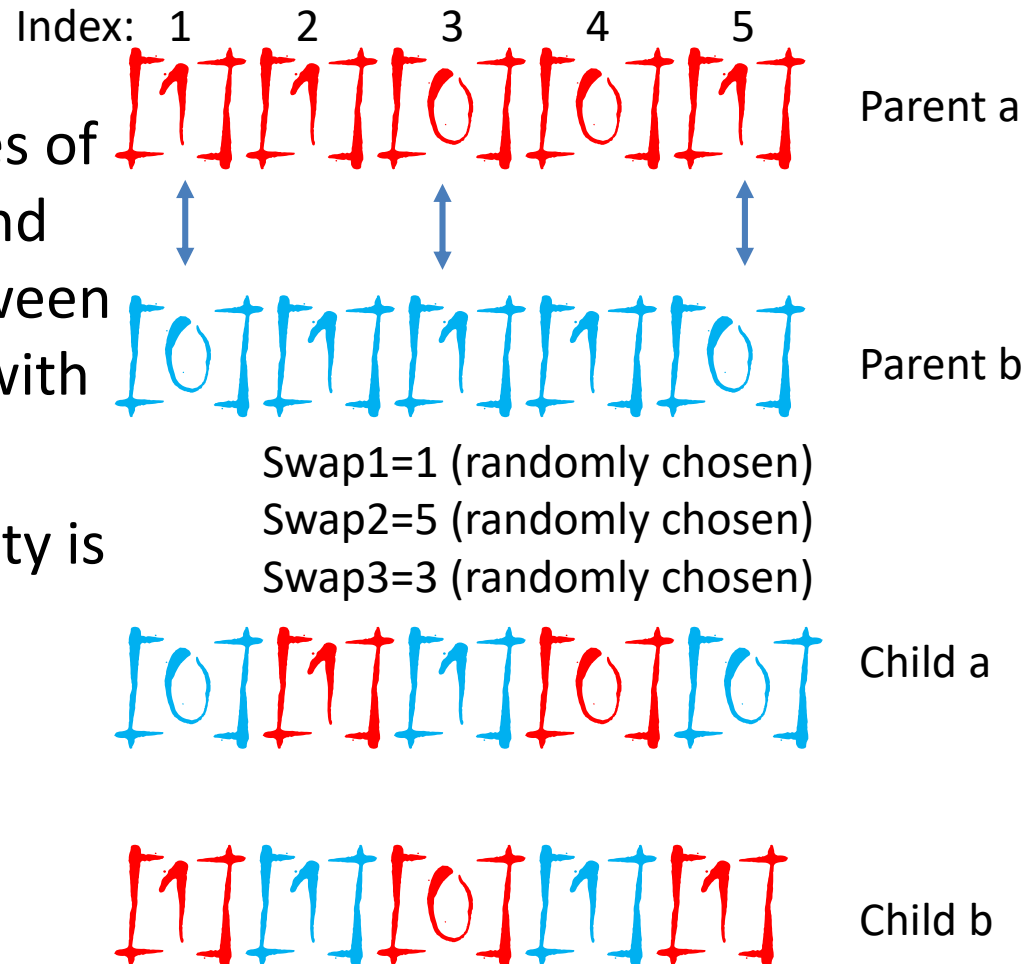 Index: 1 2 3 4 5
[1] [1] [0] [0] [1] Parent a
es of
nd
ween
[0] [1] [1] [1] [0] Parent b
with
Swap1=1 (randomly chosen)
Swap2=5 (randomly chosen)
ty is
Swap3=3 (randomly chosen)
[0] [1] [1] [0] [0] Child a
[1] [1] [0] [1] [1] Child b